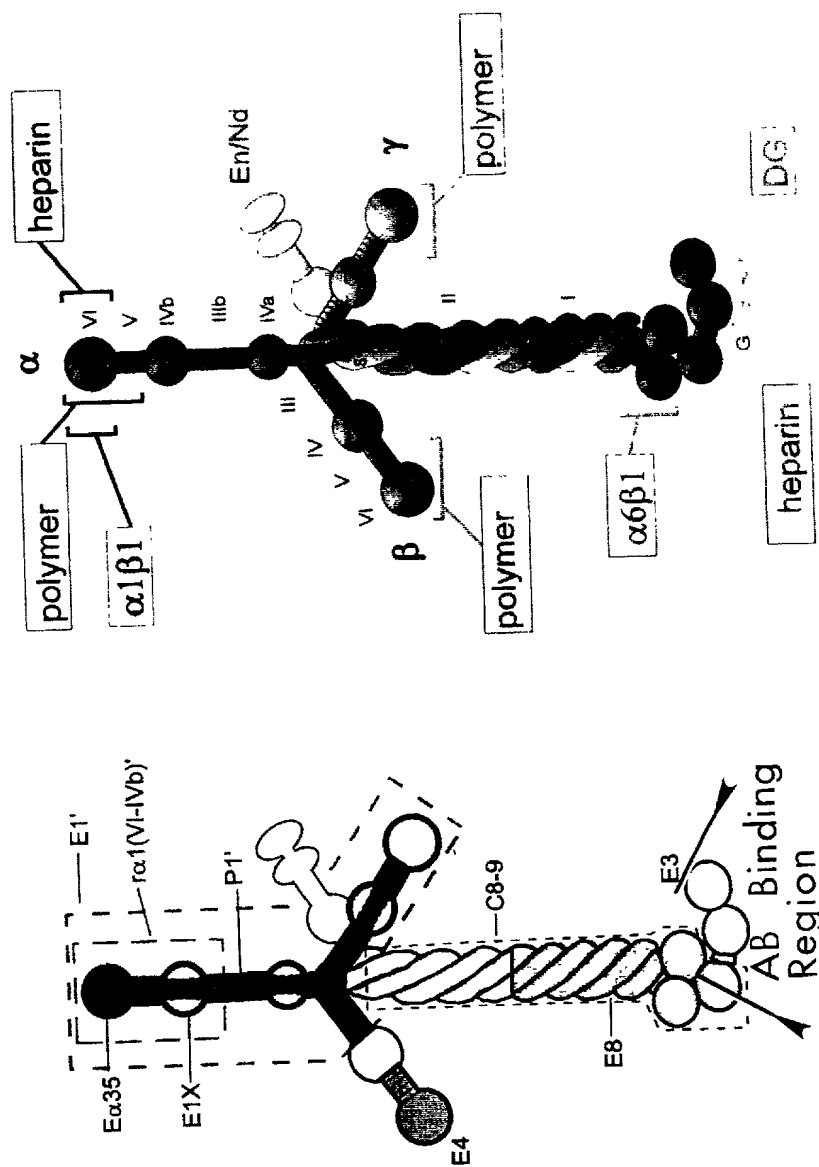 α
heparin
polymer
α1β1
VI
V
IVb
IIIb
IVa
En/Nd
γ
polymer
III
IV
V
VI
β
polymer
II
I
α6β1
G
heparin
DG
E1'
rα1(VI-IVb)'
P1'
Eα35
E1X
E4
C8-9
E8
E3
AB Binding
Region